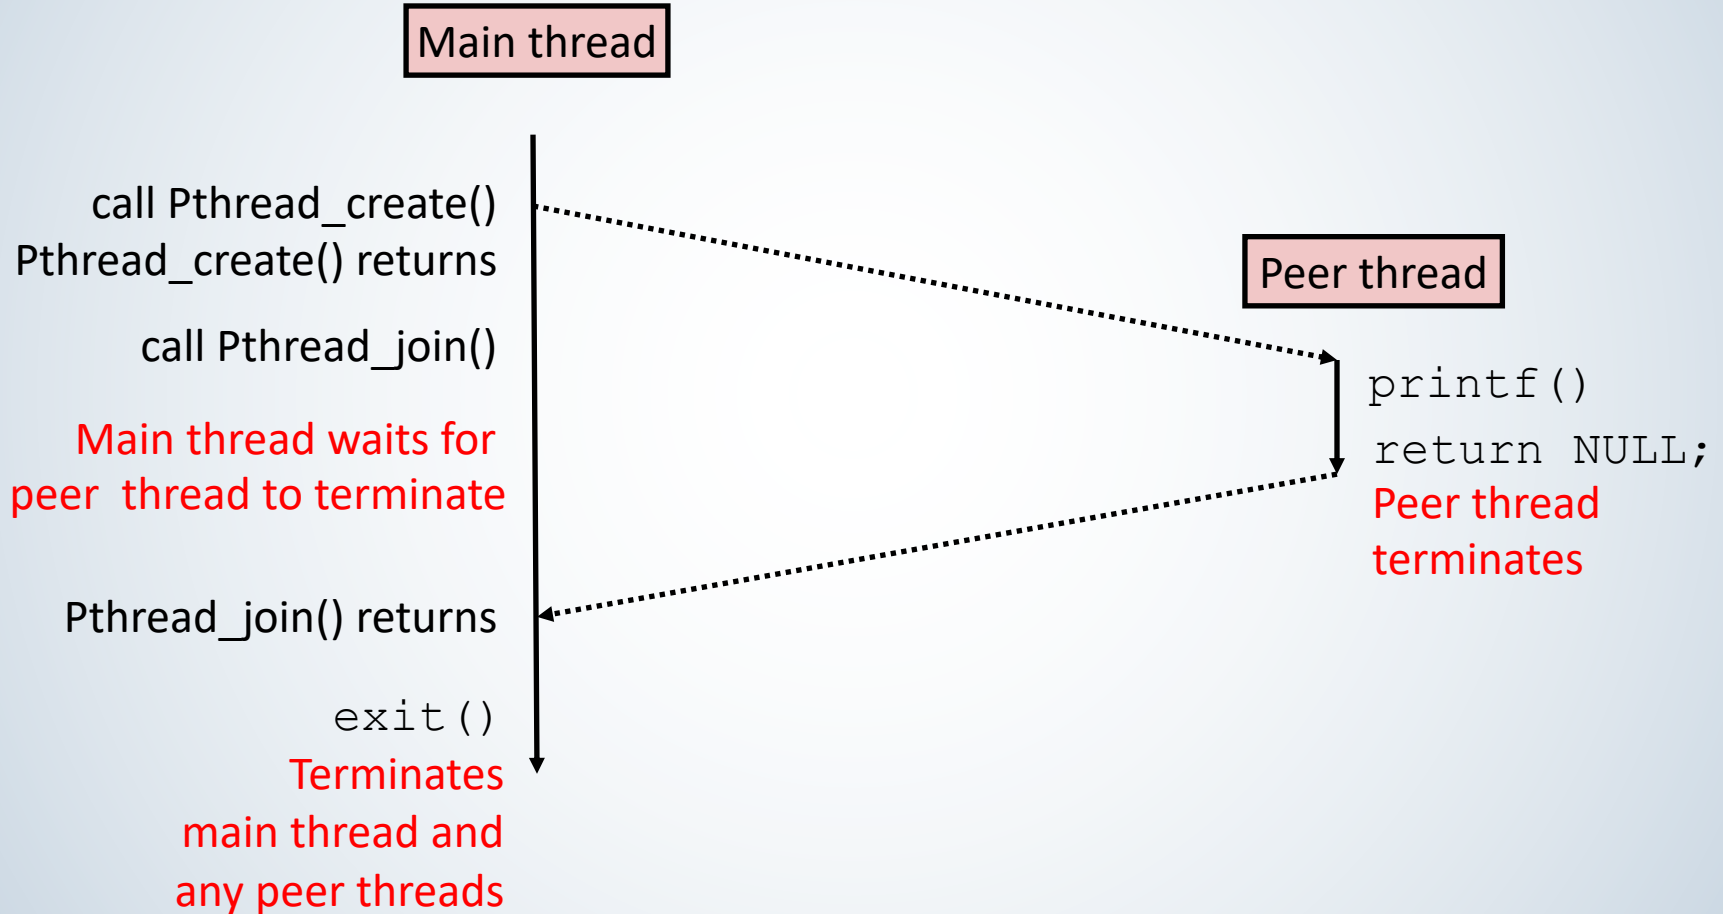 Main thread
call Pthread_create()
Pthread_create() returns
call Pthread_join()
Main thread waits for
peer thread to terminate
Pthread_join() returns
exit()
Terminates
main thread and
any peer threads
Peer thread
printf()
return NULL;
Peer thread
terminates